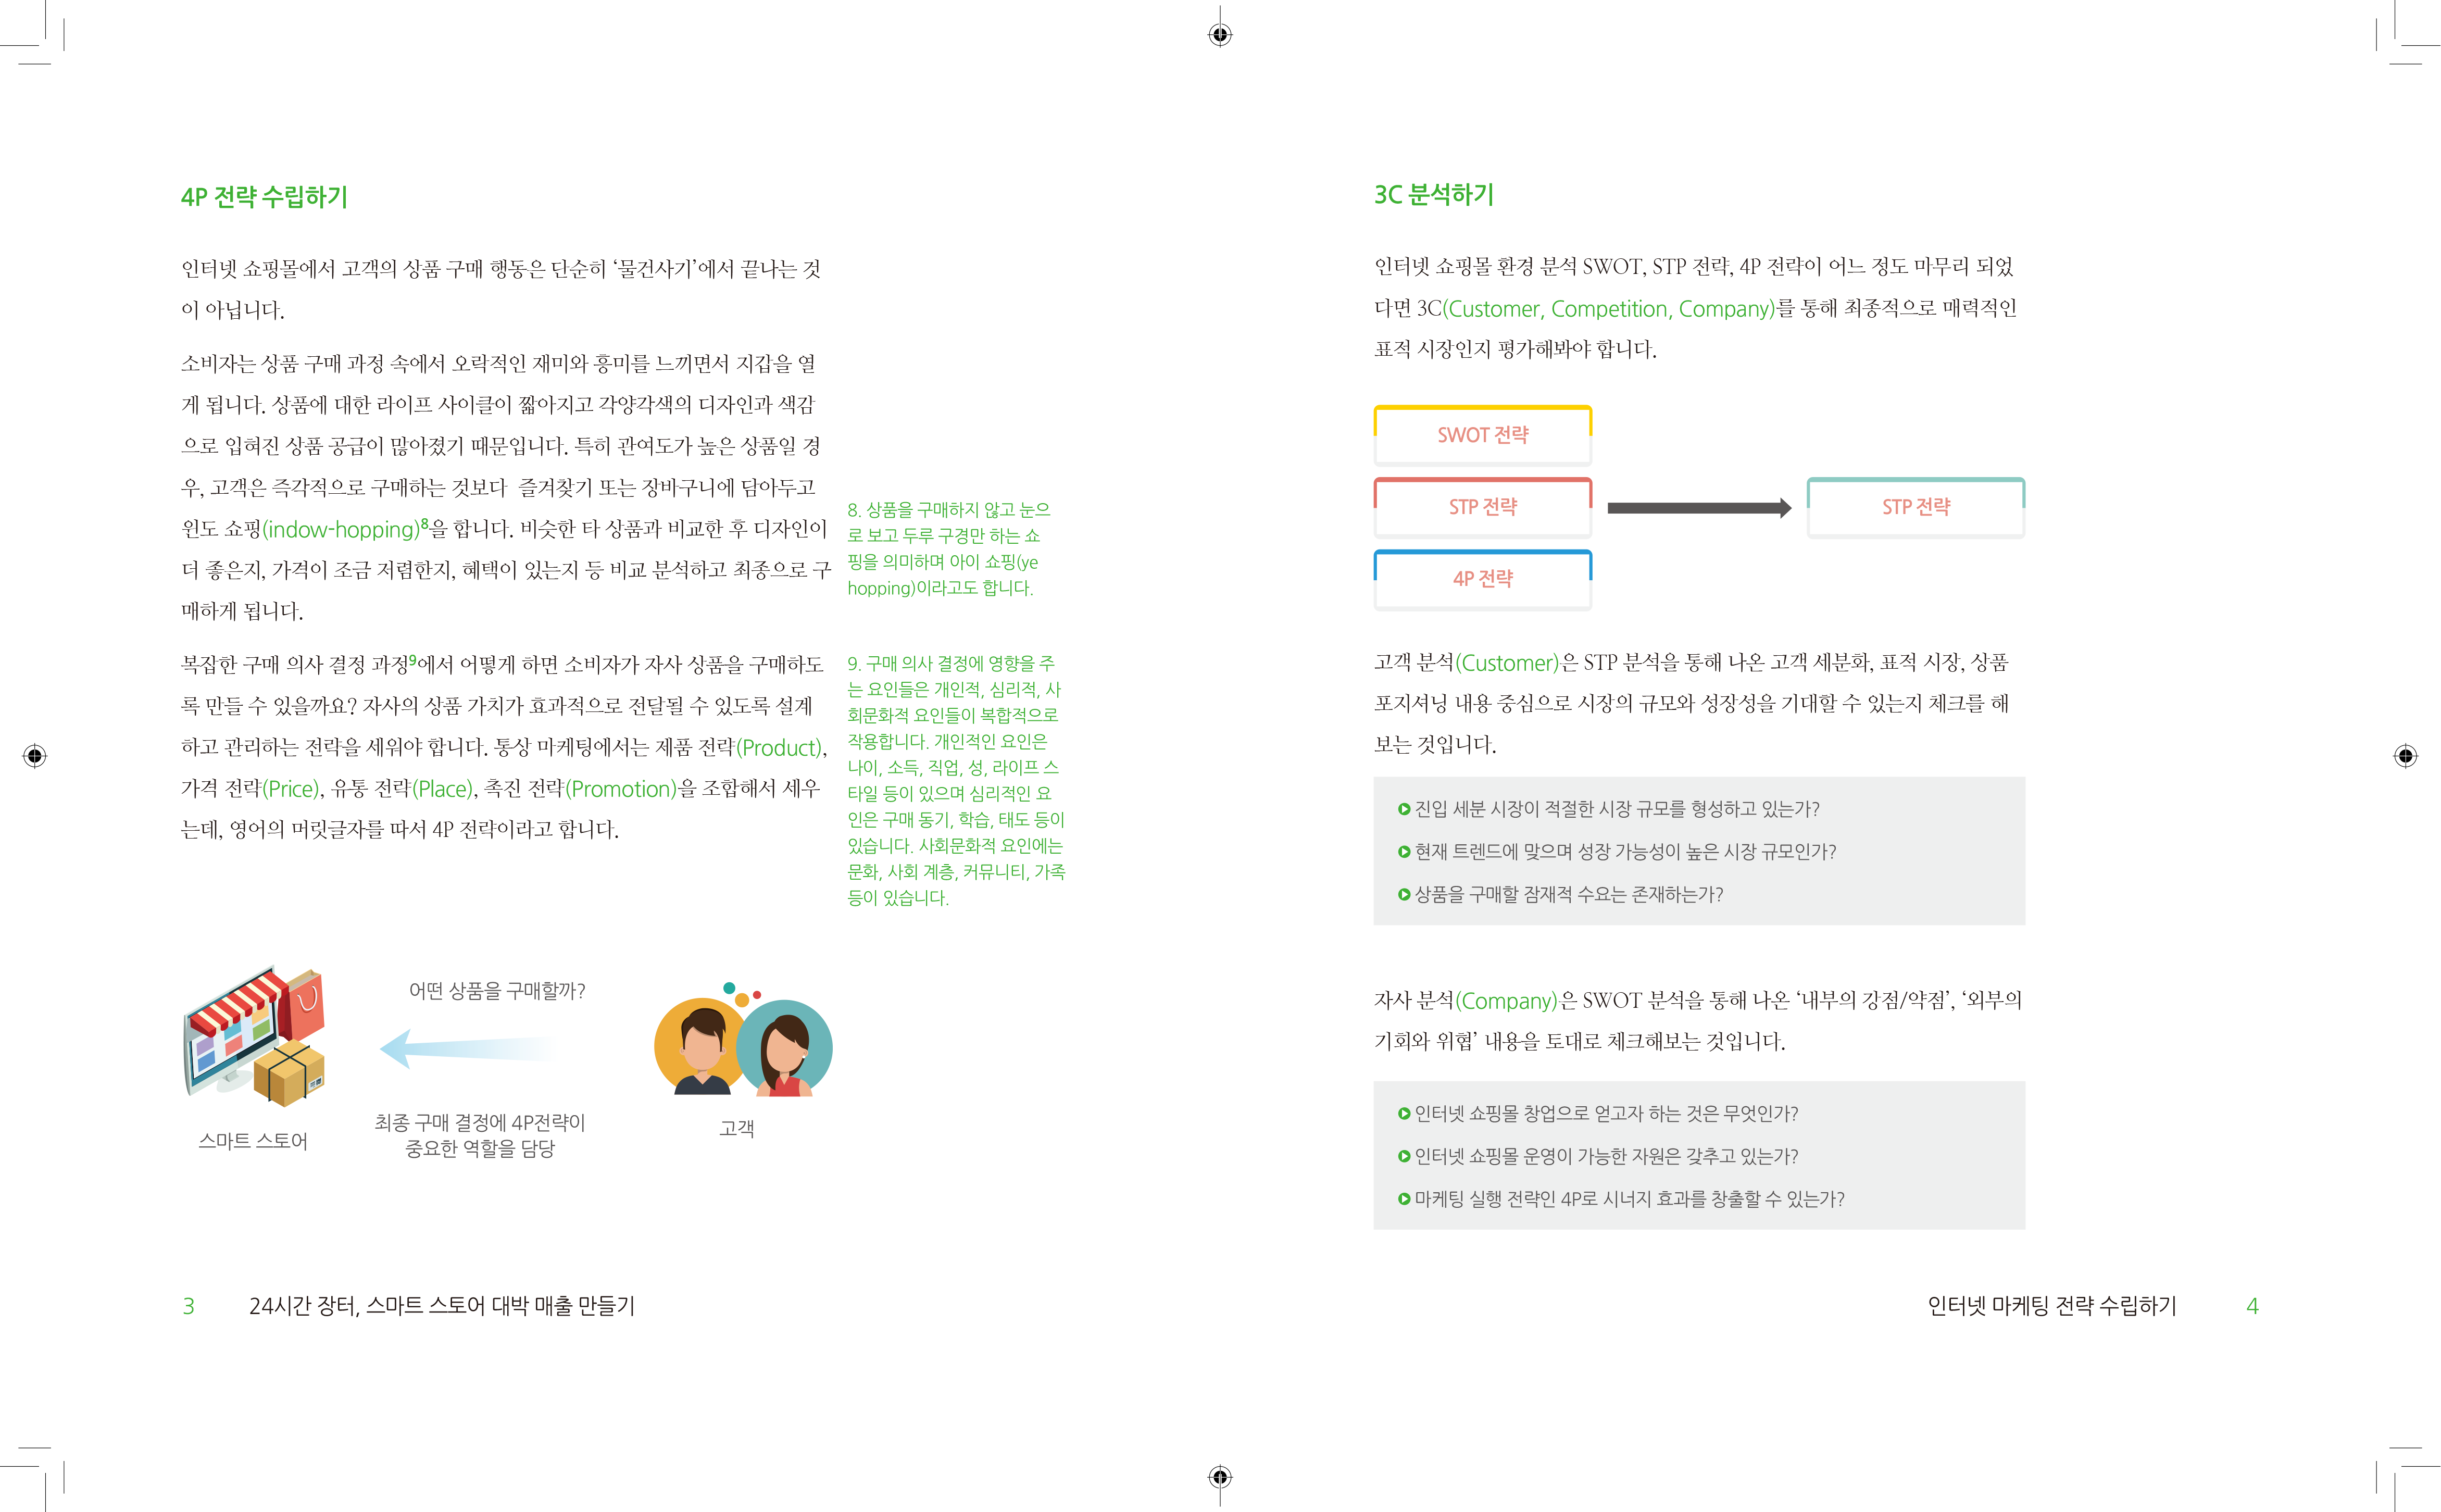 4P 전략 수립하기
인터넷 쇼핑몰에서 고객의 상품 구매 행동은 단순히 ‘물건사기’에서 끝나는 것
이 아닙니다.
소비자는 상품 구매 과정 속에서 오락적인 재미와 흥미를 느끼면서 지갑을 열
게 됩니다. 상품에 대한 라이프 사이클이 짧아지고 각양각색의 디자인과 색감
으로 입혀진 상품 공급이 많아졌기 때문입니다. 특히 관여도가 높은 상품일 경
우, 고객은 즉각적으로 구매하는 것보다 즐겨찾기 또는 장바구니에 담아두고
윈도 쇼핑(indow-hopping)8을 합니다. 비슷한 타 상품과 비교한 후 디자인이
더 좋은지, 가격이 조금 저렴한지, 혜택이 있는지 등 비교 분석하고 최종으로 구
매하게 됩니다.
복잡한 구매 의사 결정 과정9에서 어떻게 하면 소비자가 자사 상품을 구매하도
록 만들 수 있을까요? 자사의 상품 가치가 효과적으로 전달될 수 있도록 설계
하고 관리하는 전략을 세워야 합니다. 통상 마케팅에서는 제품 전략(Product),
가격 전략(Price), 유통 전략(Place), 촉진 전략(Promotion)을 조합해서 세우
는데, 영어의 머릿글자를 따서 4P 전략이라고 합니다.
8. 상품을 구매하지 않고 눈으
로 보고 두루 구경만 하는 쇼
핑을 의미하며 아이 쇼핑(ye
hopping)이라고도 합니다.
9. 구매 의사 결정에 영향을 주
는 요인들은 개인적, 심리적, 사
회문화적 요인들이 복합적으로
작용합니다. 개인적인 요인은
나이, 소득, 직업, 성, 라이프 스
타일 등이 있으며 심리적인 요
인은 구매 동기, 학습, 태도 등이
있습니다. 사회문화적 요인에는
문화, 사회 계층, 커뮤니티, 가족
등이 있습니다.
어떤 상품을 구매할까?
최종 구매 결정에 4P전략이
중요한 역할을 담당
스마트 스토어
고객
3 24시간 장터, 스마트 스토어 대박 매출 만들기
3C 분석하기
인터넷 쇼핑몰 환경 분석 SWOT, STP 전략, 4P 전략이 어느 정도 마무리 되었
다면 3C(Customer, Competition, Company)를 통해 최종적으로 매력적인
표적 시장인지 평가해봐야 합니다.
SWOT 전략
STP 전략
STP 전략
4P 전략
고객 분석(Customer)은 STP 분석을 통해 나온 고객 세분화, 표적 시장, 상품
포지셔닝 내용 중심으로 시장의 규모와 성장성을 기대할 수 있는지 체크를 해
보는 것입니다.
진입 세분 시장이 적절한 시장 규모를 형성하고 있는가?
현재 트렌드에 맞으며 성장 가능성이 높은 시장 규모인가?
상품을 구매할 잠재적 수요는 존재하는가?
자사 분석(Company)은 SWOT 분석을 통해 나온 ‘내부의 강점/약점’, ‘외부의
기회와 위협’ 내용을 토대로 체크해보는 것입니다.
인터넷 쇼핑몰 창업으로 얻고자 하는 것은 무엇인가?
인터넷 쇼핑몰 운영이 가능한 자원은 갖추고 있는가?
마케팅 실행 전략인 4P로 시너지 효과를 창출할 수 있는가?
인터넷 마케팅 전략 수립하기 4